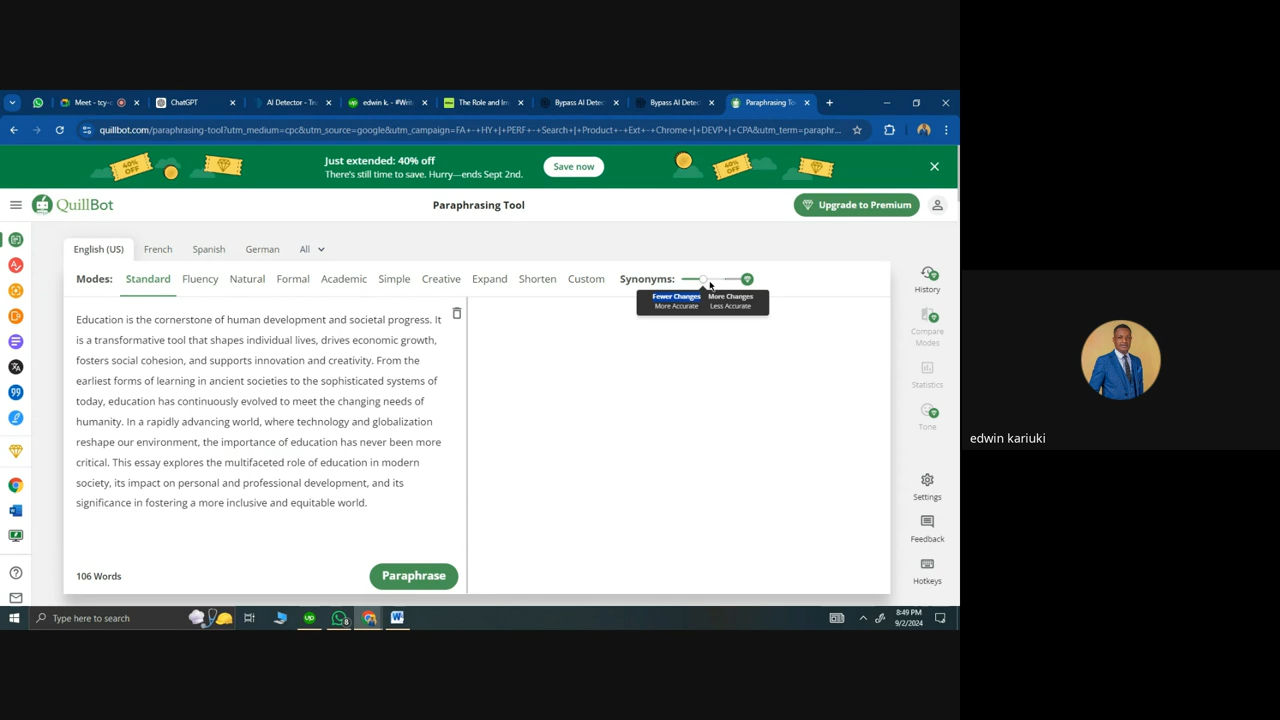 Meet - tcy-
ChatGPT
AI Detector - Tr
edwin k. - #Writ
The Role and Im
Bypass AI Detec
Bypass AI Detec
Paraphrasing To
quillbot.com/paraphrasing-tool?utm_medium=cpc&utm_source=google&utm_campaign=FA+-+HY+|+PERF+-+Search+|+Product+-+Ext+-+Chrome+|+DEVP+|+CPA&utm_term=paraphr...
40% OFF
Just extended: 40% off
There's still time to save. Hurry—ends Sept 2nd.
Save now
QuillBot
Paraphrasing Tool
Upgrade to Premium
English (US) French Spanish German All
Modes: Standard Fluency Natural Formal Academic Simple Creative Expand Shorten Custom Synonyms:
Fewer Changes More Changes
More Accurate Less Accurate
Education is the cornerstone of human development and societal progress. It
is a transformative tool that shapes individual lives, drives economic growth,
fosters social cohesion, and supports innovation and creativity. From the
earliest forms of learning in ancient societies to the sophisticated systems of
today, education has continuously evolved to meet the changing needs of
humanity. In a rapidly advancing world, where technology and globalization
reshape our environment, the importance of education has never been more
critical. This essay explores the multifaceted role of education in modern
society, its impact on personal and professional development, and its
significance in fostering a more inclusive and equitable world.
106 Words
Paraphrase
History
Compare
Modes
Statistics
Tone
Settings
Feedback
Hotkeys
edwin kariuki
Type here to search
8:49 PM
9/2/2024